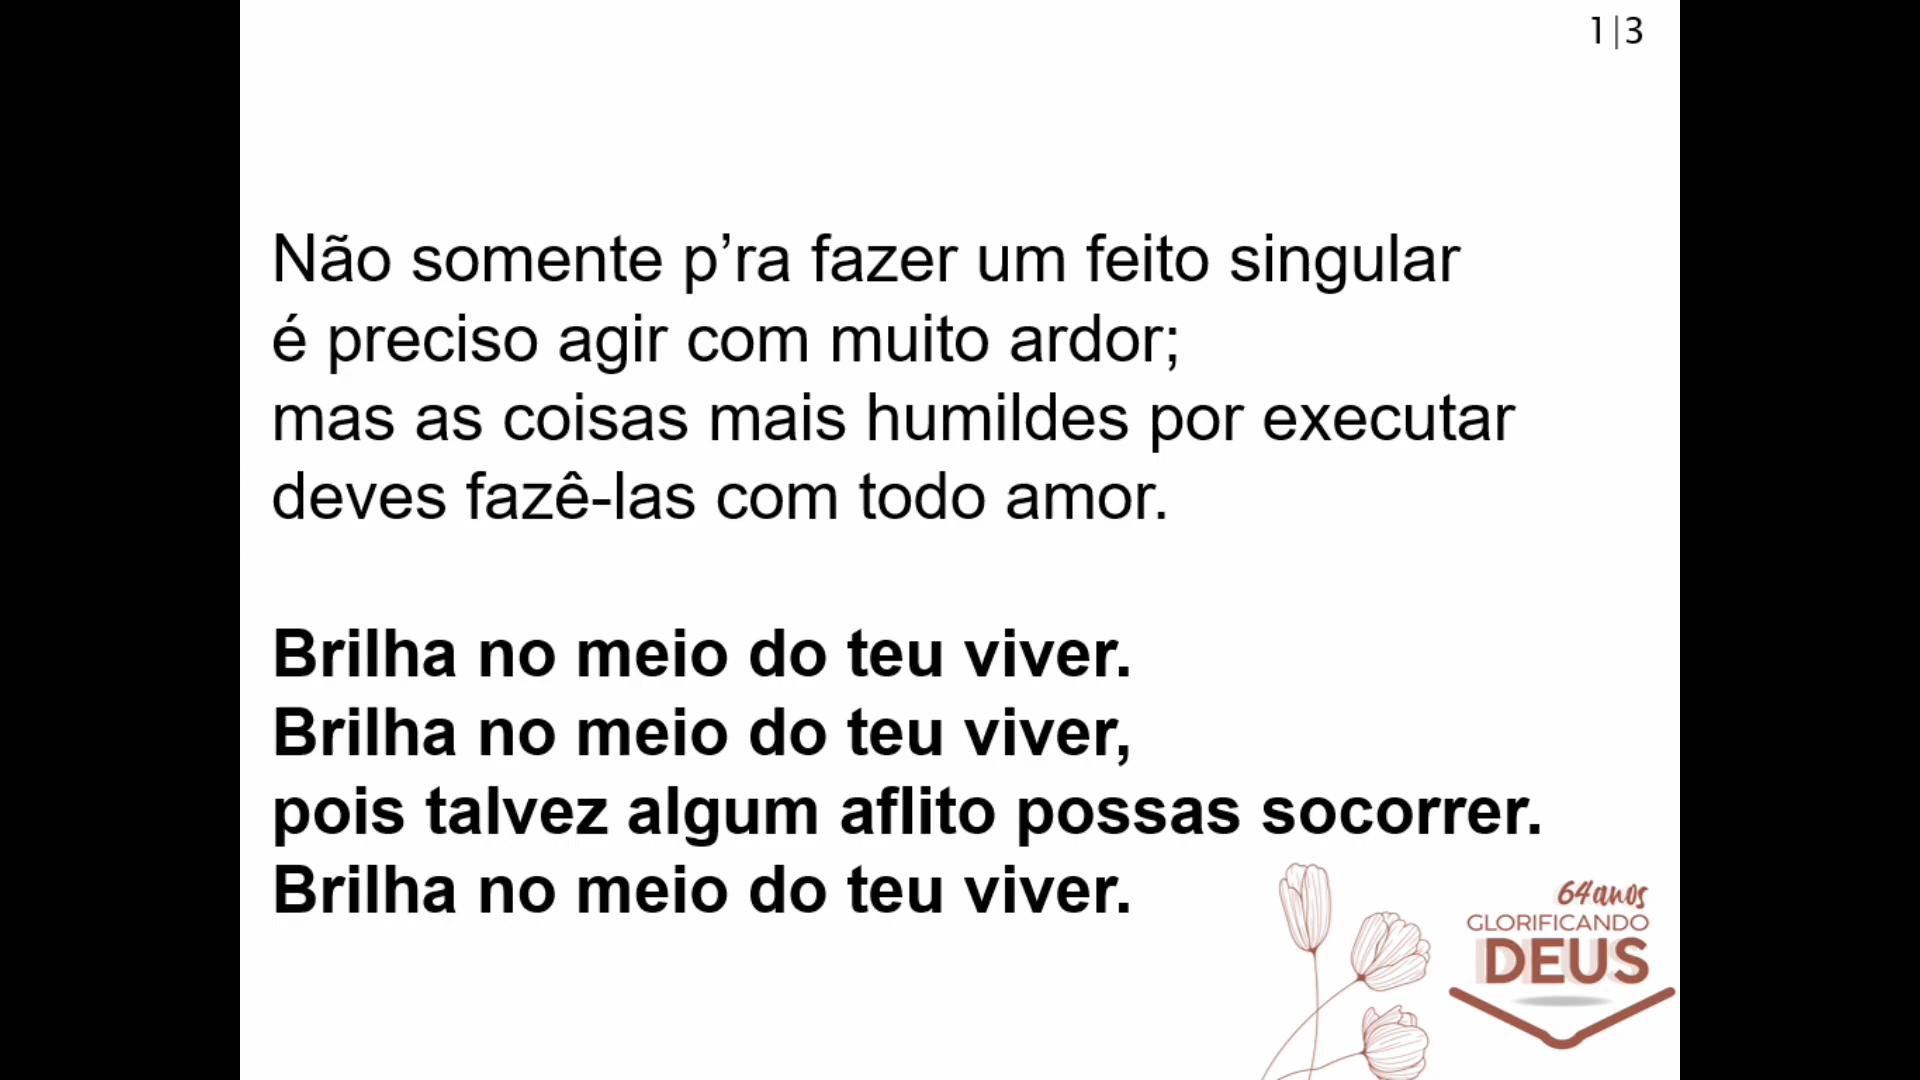 1|3
Não somente p’ra fazer um feito singular
é preciso agir com muito ardor;
mas as coisas mais humildes por executar
deves fazê-las com todo amor.
Brilha no meio do teu viver.
Brilha no meio do teu viver,
pois talvez algum aflito possas socorrer.
Brilha no meio do teu viver.
64 anos
GLORIFICANDO
DEUS